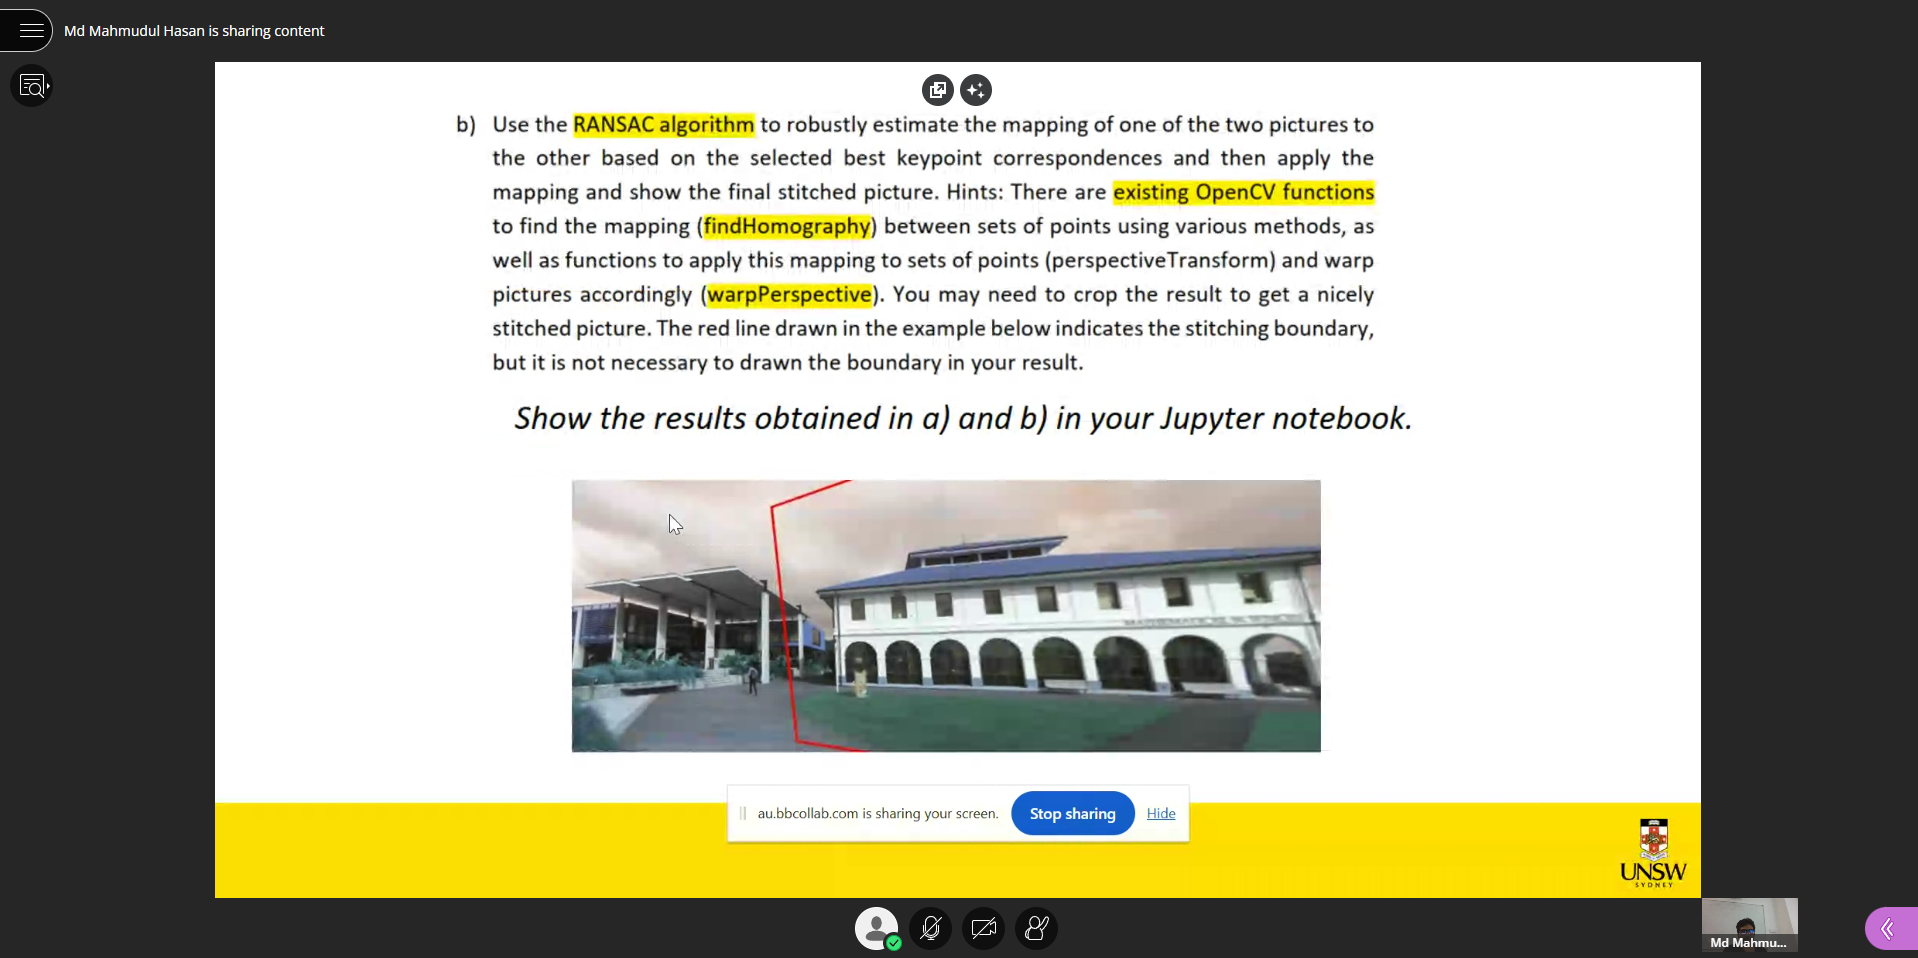 Md Mahmudul Hasan is sharing content
b) Use the RANSAC algorithm to robustly estimate the mapping of one of the two pictures to
the other based on the selected best keypoint correspondences and then apply the
mapping and show the final stitched picture. Hints: There are existing OpenCV functions
to find the mapping (findHomography) between sets of points using various methods, as
well as functions to apply this mapping to sets of points (perspectiveTransform) and warp
pictures accordingly (warpPerspective). You may need to crop the result to get a nicely
stitched picture. The red line drawn in the example below indicates the stitching boundary,
but it is not necessary to drawn the boundary in your result.
Show the results obtained in a) and b) in your Jupyter notebook.
au.bbcollab.com is sharing your screen. Stop sharing Hide
UNSW
SYDNEY
Md Mahmu...